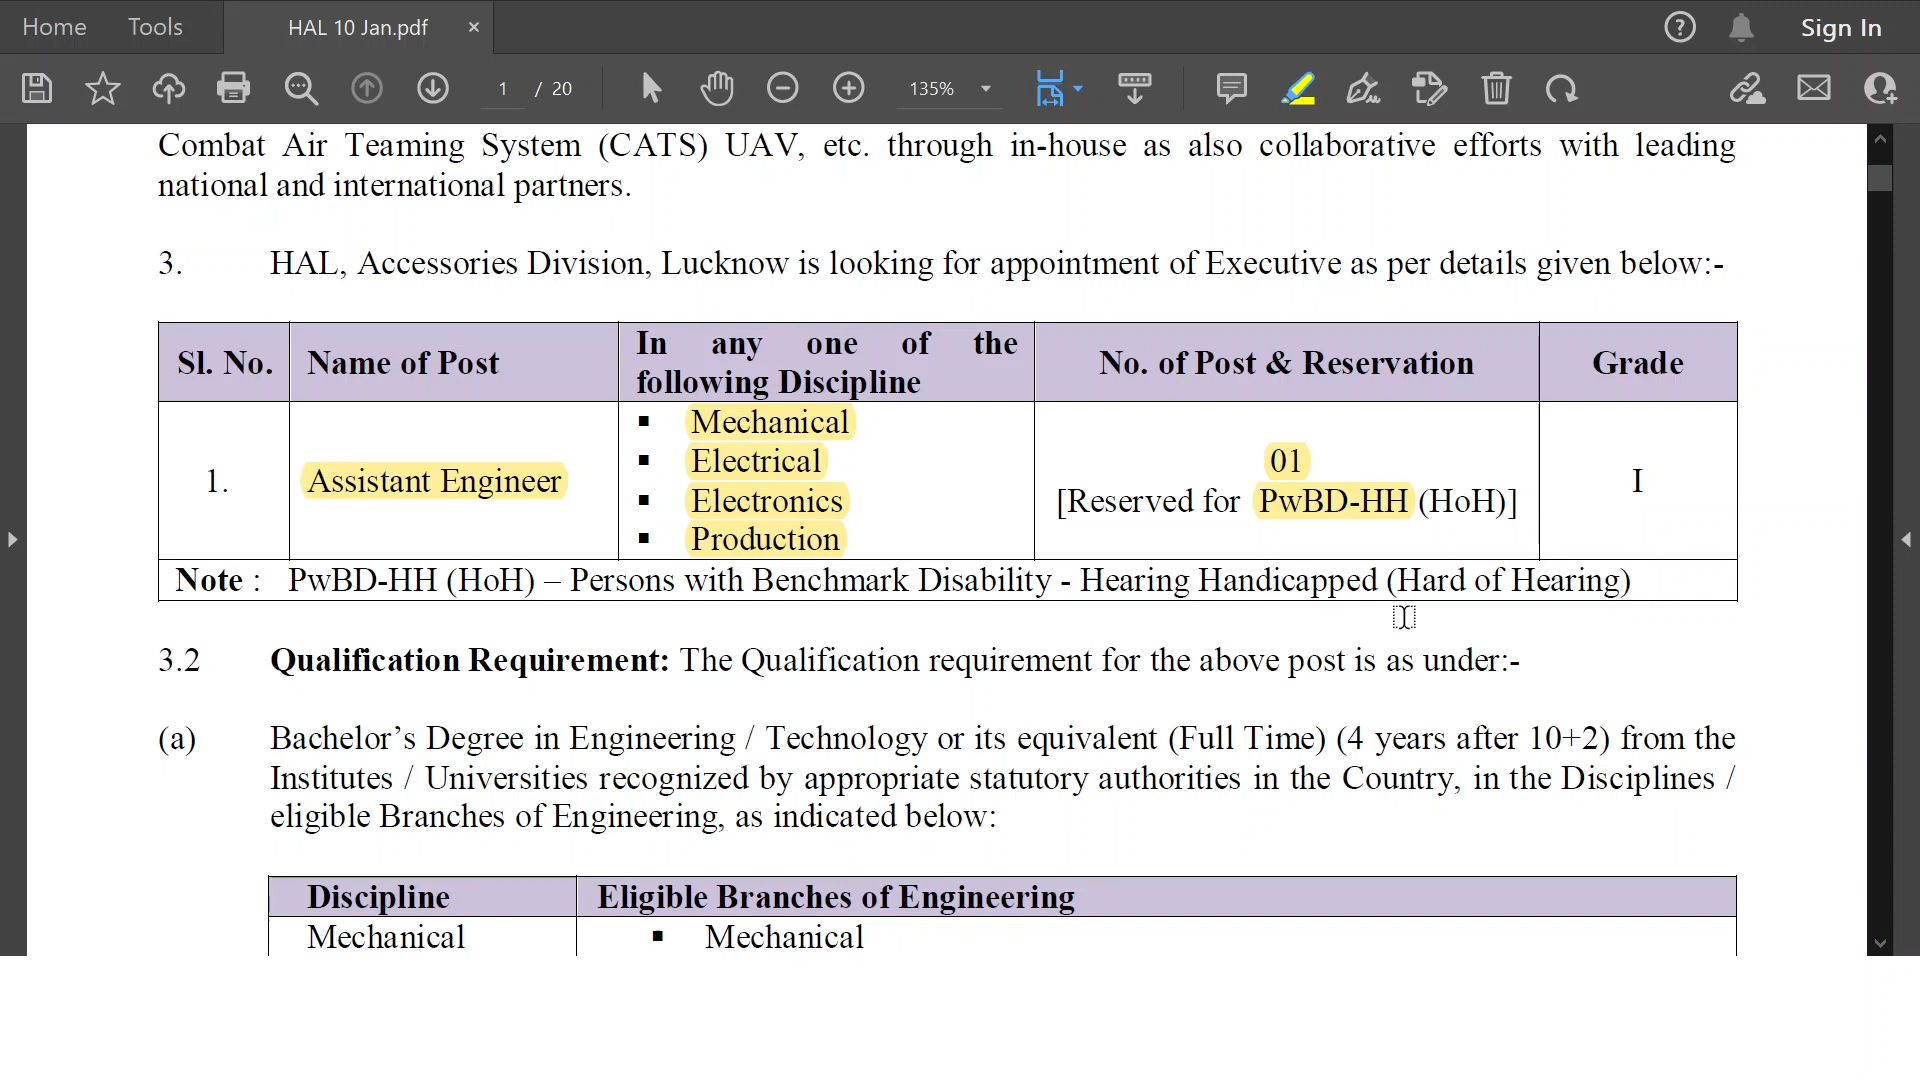 Home Tools HAL 10 Jan.pdf × ? Sign In
1 / 20 135%
Combat Air Teaming System (CATS) UAV, etc. through in-house as also collaborative efforts with leading
national and international partners.
3. HAL, Accessories Division, Lucknow is looking for appointment of Executive as per details given below:-
Sl. No. Name of Post In any one of the following Discipline No. of Post & Reservation Grade
1. Assistant Engineer
▪ Mechanical
▪ Electrical
▪ Electronics
▪ Production
01
[Reserved for PwBD-HH (HoH)]
I
Note : PwBD-HH (HoH) – Persons with Benchmark Disability - Hearing Handicapped (Hard of Hearing)
3.2 Qualification Requirement: The Qualification requirement for the above post is as under:-
(a) Bachelor’s Degree in Engineering / Technology or its equivalent (Full Time) (4 years after 10+2) from the
Institutes / Universities recognized by appropriate statutory authorities in the Country, in the Disciplines /
eligible Branches of Engineering, as indicated below:
Discipline Eligible Branches of Engineering
Mechanical ▪ Mechanical